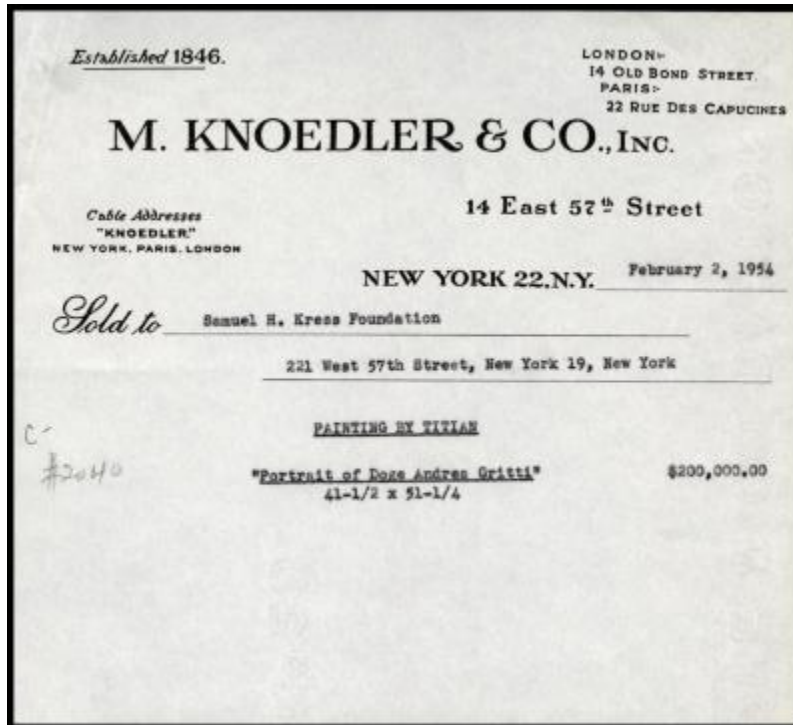 Established 1846.
LONDON:-
14 OLD BOND STREET.
PARIS:-
22 RUE DES CAPUCINES
M. KNOEDLER & CO., INC.
14 East 57th Street
Cable Addresses
"KNOEDLER"
NEW YORK, PARIS, LONDON
NEW YORK 22, N.Y. February 2, 1954
Sold to Samuel H. Kress Foundation
221 West 57th Street, New York 19, New York
PAINTING BY TITIAN
C-
#2040
"Portrait of Doge Andrea Gritti" $200,000.00
41-1/2 x 51-1/4